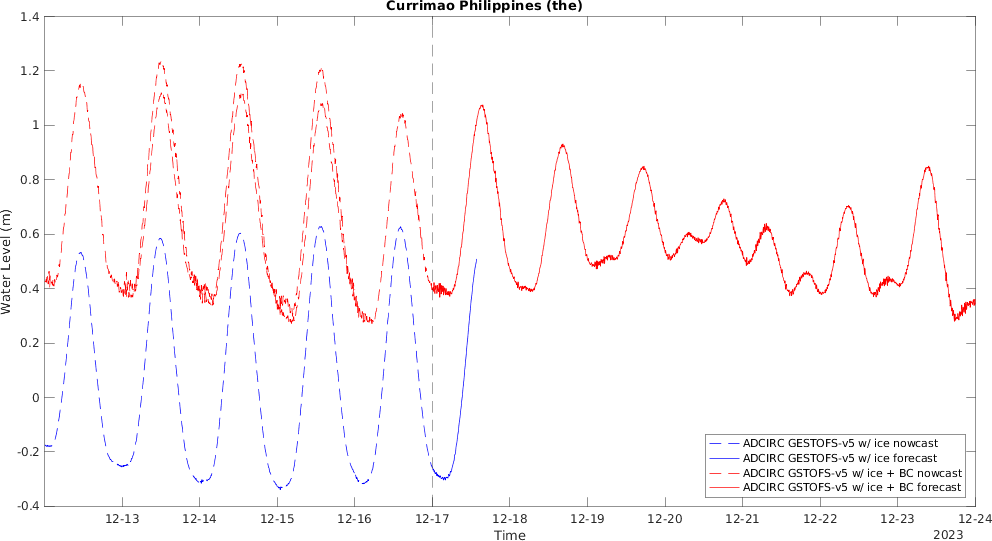 Currimao Philippines (the)
1.4
1.2
1
0.8
0.6
0.4
0.2
0
-0.2
-0.4
Water Level (m)
12-13 12-14 12-15 12-16 12-17 12-18 12-19 12-20 12-21 12-22 12-23 12-24
Time
2023
ADCIRC GESTOFS-v5 w/ ice nowcast
ADCIRC GESTOFS-v5 w/ ice forecast
ADCIRC GSTOFS-v5 w/ ice + BC nowcast
ADCIRC GSTOFS-v5 w/ ice + BC forecast